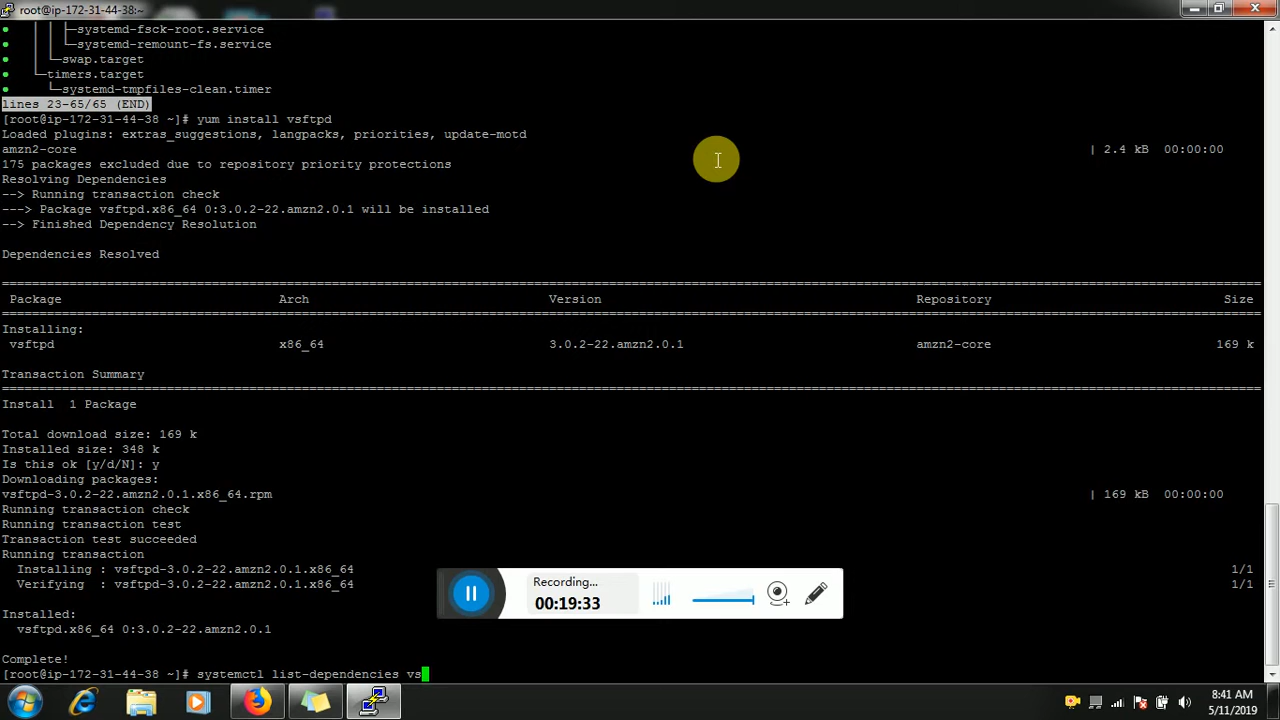 root@ip-172-31-44-38:~
├─systemd-fsck-root.service
└─systemd-remount-fs.service
└─swap.target
└─timers.target
└─systemd-tmpfiles-clean.timer
lines 23-65/65 (END)
[root@ip-172-31-44-38 ~]# yum install vsftpd
Loaded plugins: extras_suggestions, langpacks, priorities, update-motd
amzn2-core | 2.4 kB 00:00:00
175 packages excluded due to repository priority protections
Resolving Dependencies
--> Running transaction check
---> Package vsftpd.x86_64 0:3.0.2-22.amzn2.0.1 will be installed
--> Finished Dependency Resolution
Dependencies Resolved
Package Arch Version Repository Size
Installing:
vsftpd x86_64 3.0.2-22.amzn2.0.1 amzn2-core 169 k
Transaction Summary
Install 1 Package
Total download size: 169 k
Installed size: 348 k
Is this ok [y/d/N]: y
Downloading packages:
vsftpd-3.0.2-22.amzn2.0.1.x86_64.rpm | 169 kB 00:00:00
Running transaction check
Running transaction test
Transaction test succeeded
Running transaction
Installing : vsftpd-3.0.2-22.amzn2.0.1.x86_64 1/1
Verifying : vsftpd-3.0.2-22.amzn2.0.1.x86_64 1/1
Recording...
00:19:33
Installed:
vsftpd.x86_64 0:3.0.2-22.amzn2.0.1
Complete!
[root@ip-172-31-44-38 ~]# systemctl list-dependencies vs
8:41 AM
5/11/2019